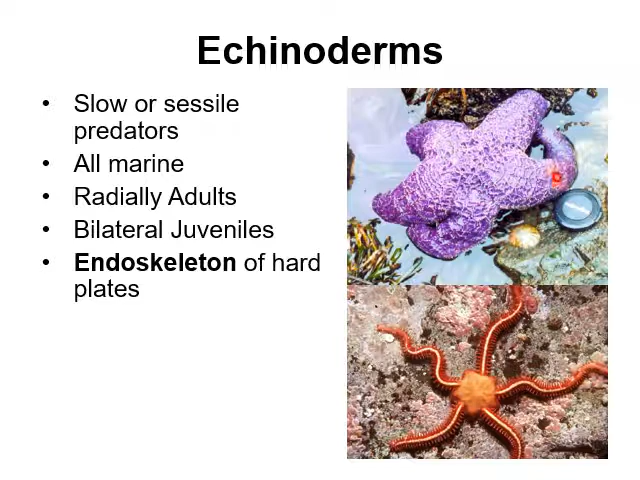 Echinoderms
• Slow or sessile
predators
• All marine
• Radially Adults
• Bilateral Juveniles
• Endoskeleton of hard
plates